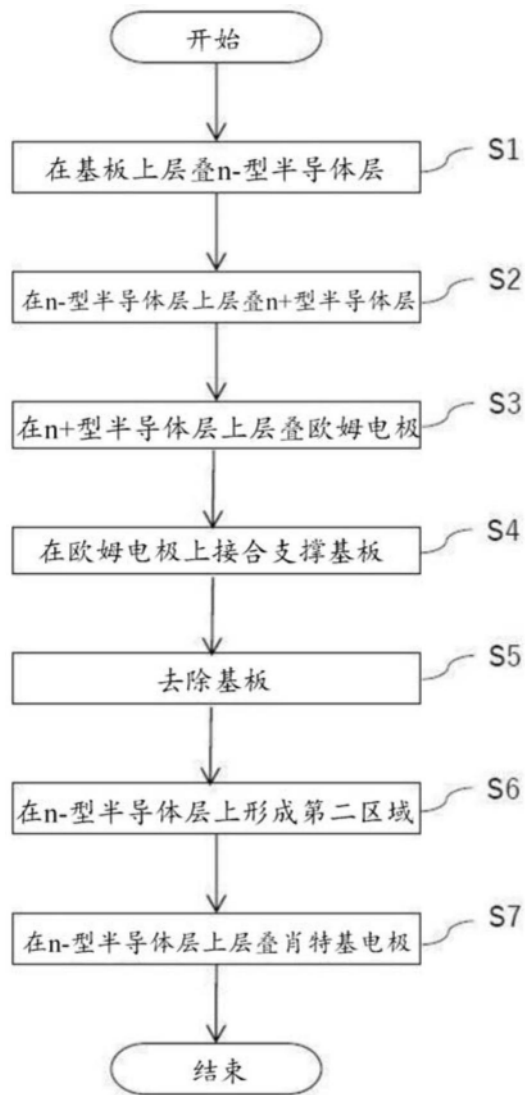 开始
在基板上层叠n-型半导体层
S1
在n-型半导体层上层叠n+型半导体层
S2
在n+型半导体层上层叠欧姆电极
S3
在欧姆电极上接合支撑基板
S4
去除基板
S5
在n-型半导体层上形成第二区域
S6
在n-型半导体层上层叠肖特基电极
S7
结束